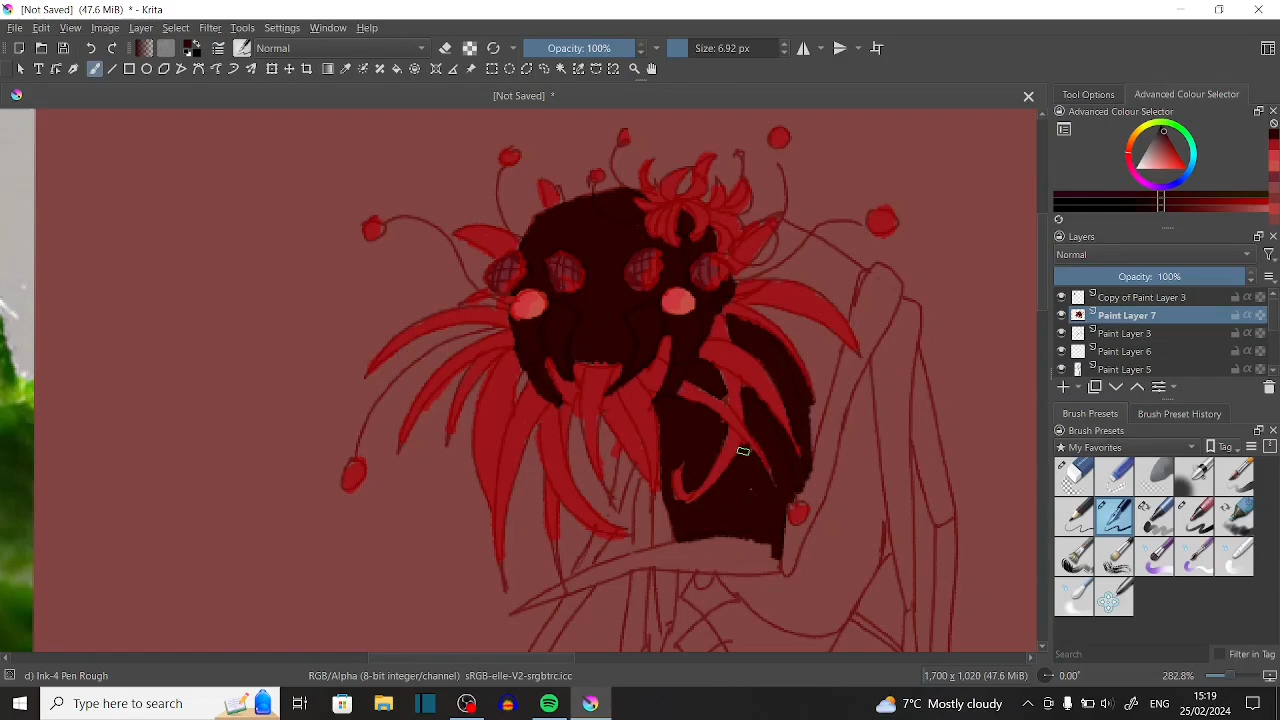 [Not Saved] (47.6 MiB) * - Krita
File Edit View Image Layer Select Filter Tools Settings Window Help
Normal Opacity: 100% Size: 6.92 px
[Not Saved] *
Tool Options Advanced Colour Selector
Advanced Colour Selector
Layers
Normal
Opacity: 100%
Copy of Paint Layer 3
Paint Layer 7
Paint Layer 3
Paint Layer 6
Paint Layer 5
Brush Presets Brush Preset History
Brush Presets
My Favorites Tag
Search Filter in Tag
d) Ink-4 Pen Rough RGB/Alpha (8-bit integer/channel) sRGB-elle-V2-srgbtrc.icc 1,700 x 1,020 (47.6 MiB) 0.00° 282.8%
Type here to search 7°C Mostly cloudy ENG 15:19
25/02/2024